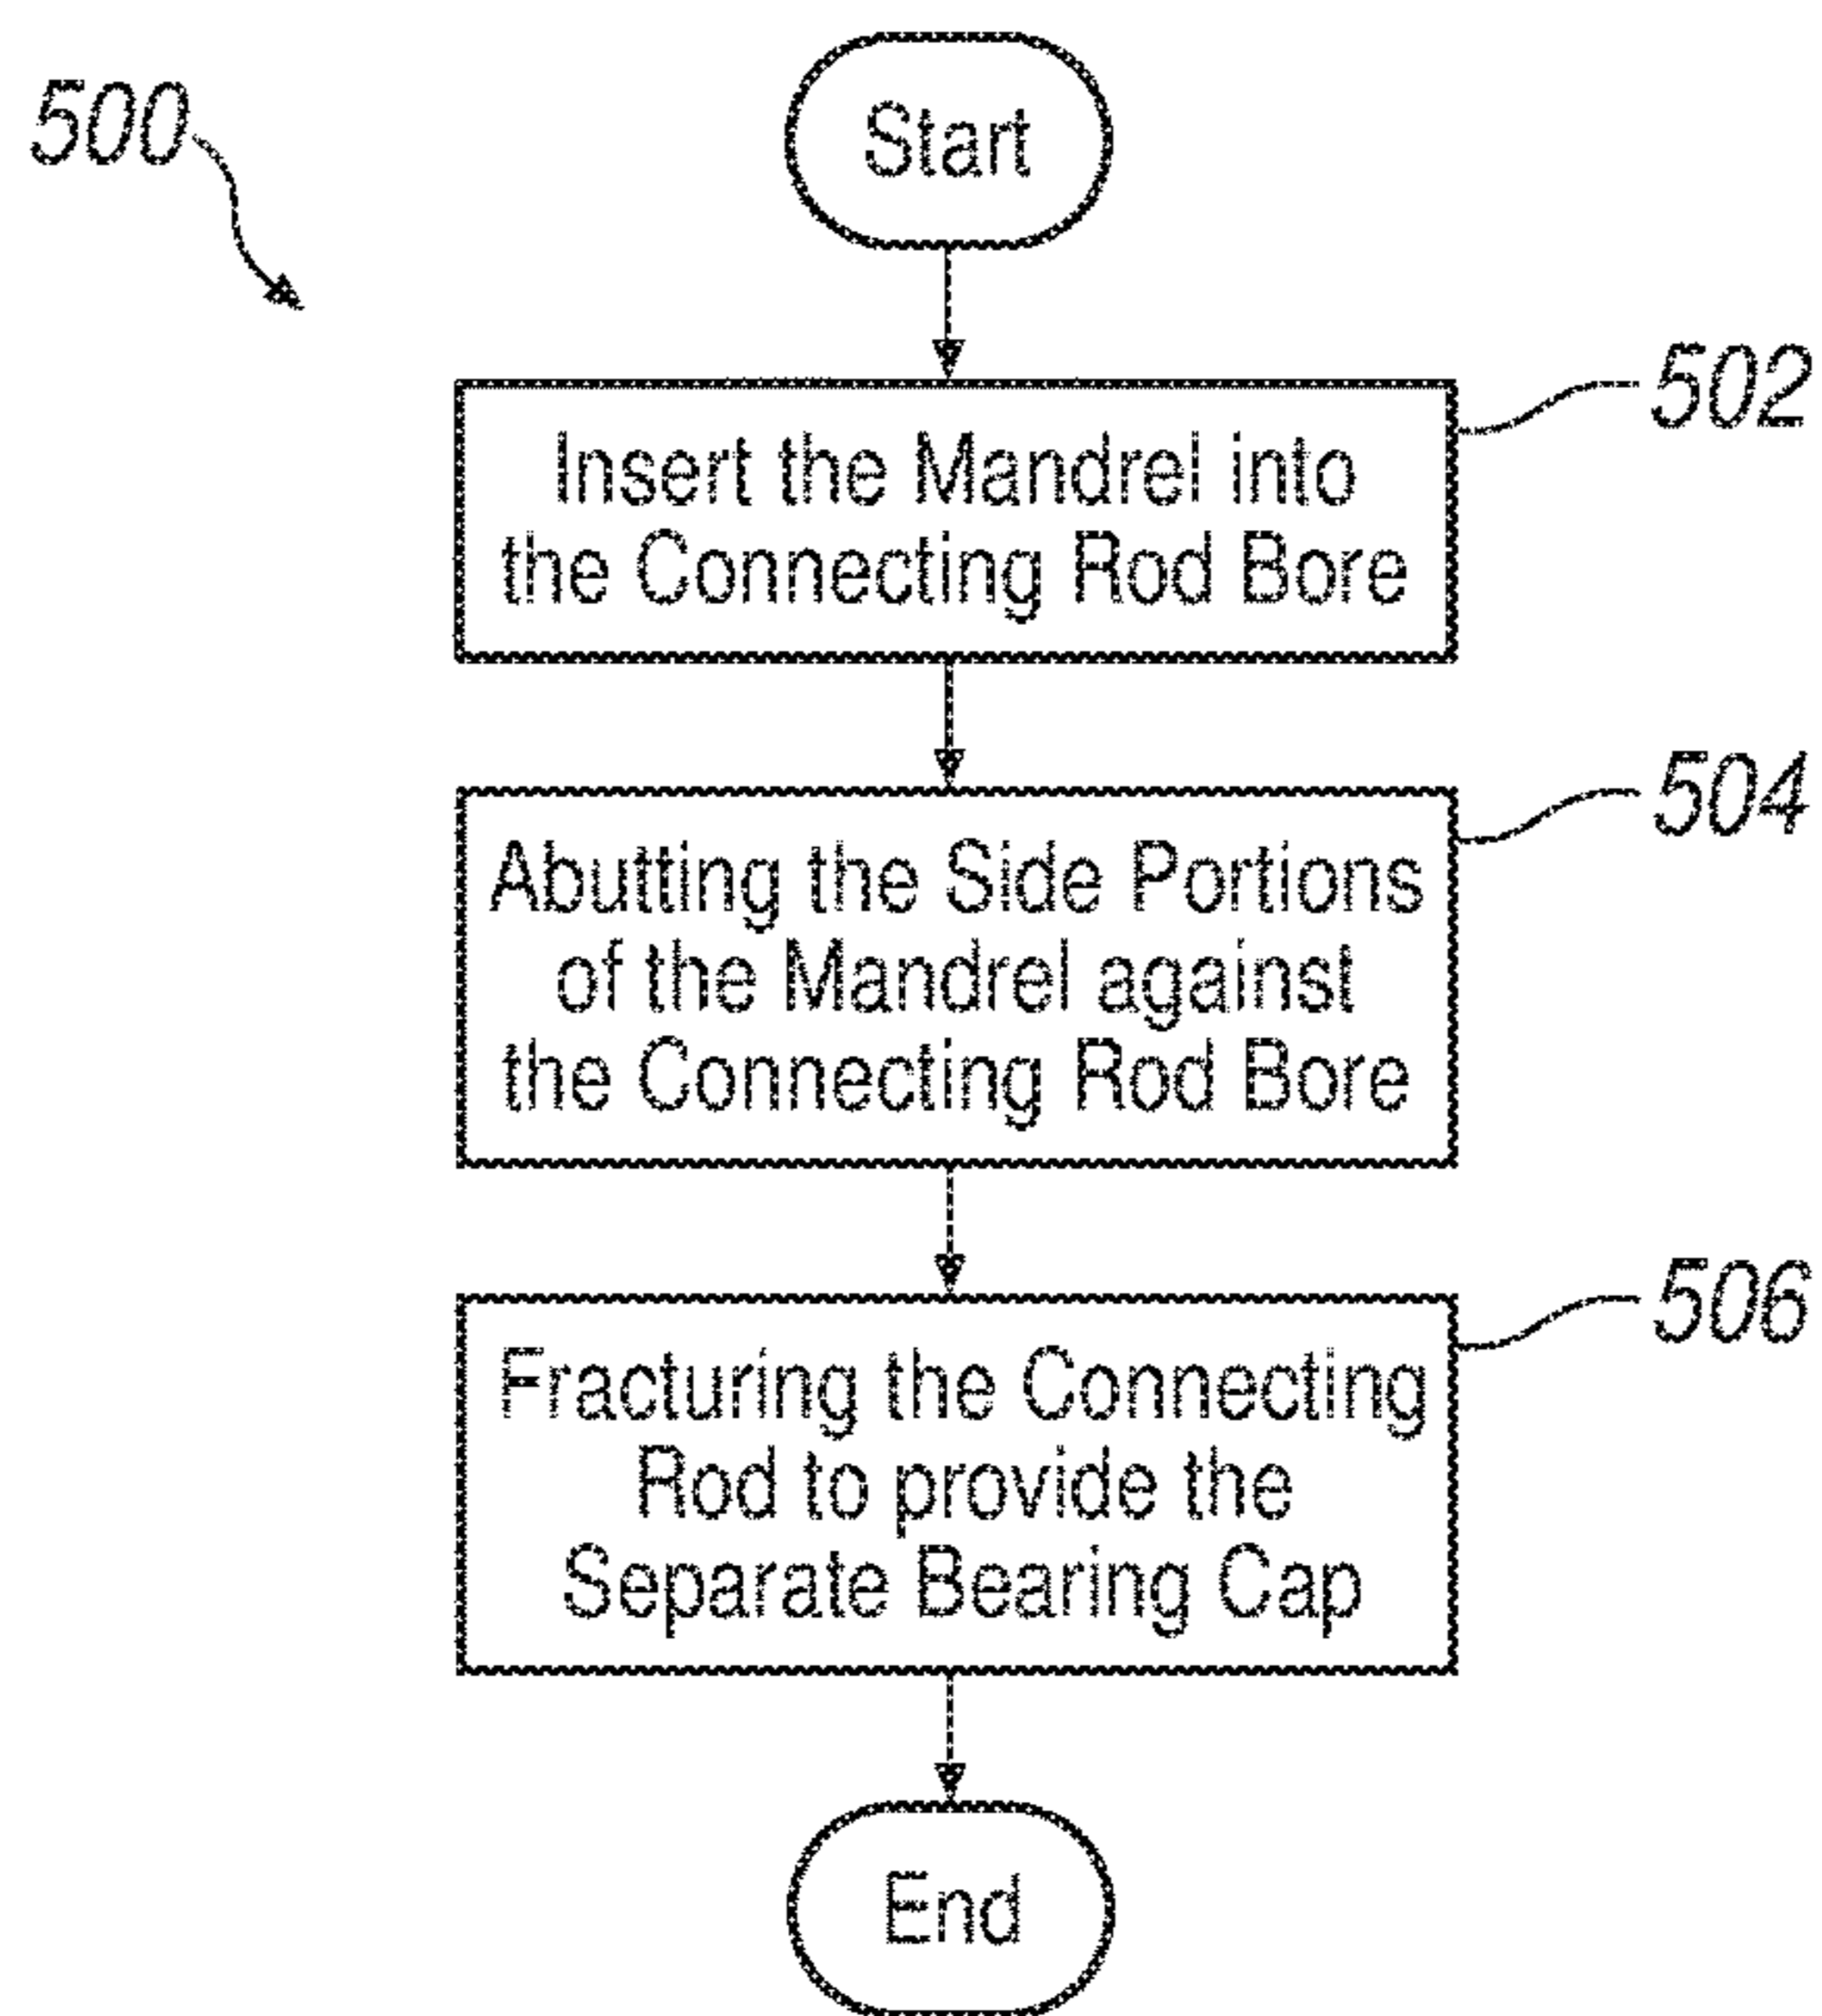 500
Start
502
Insert the Mandrel into
the Connecting Rod Bore
504
Abutting the Side Portions
of the Mandrel against
the Connecting Rod Bore
506
Fracturing the Connecting
Rod to provide the
Separate Bearing Cap
End